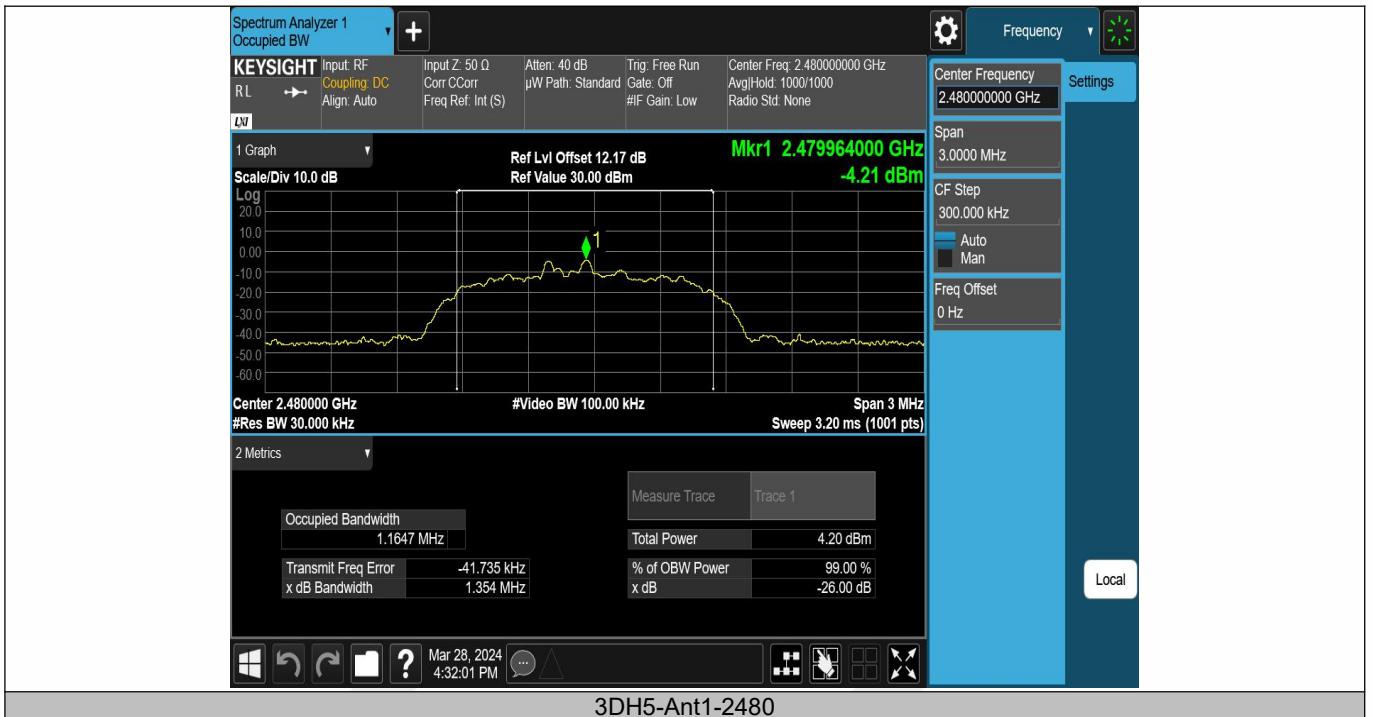 Spectrum Analyzer 1
Occupied BW
+
Frequency
KEYSIGHT
RL
LXI
Input: RF
Coupling: DC
Align: Auto
Input Z: 50 Ω
Corr CCorr
Freq Ref: Int (S)
Atten: 40 dB
µW Path: Standard
Trig: Free Run
Gate: Off
#IF Gain: Low
Center Freq: 2.480000000 GHz
Avg|Hold: 1000/1000
Radio Std: None
Center Frequency
2.480000000 GHz
Settings
Span
3.0000 MHz
CF Step
300.000 kHz
Auto
Man
Freq Offset
0 Hz
Local
1 Graph
Scale/Div 10.0 dB
Ref Lvl Offset 12.17 dB
Ref Value 30.00 dBm
Mkr1 2.479964000 GHz
-4.21 dBm
Log
20.0
10.0
0.00
-10.0
-20.0
-30.0
-40.0
-50.0
-60.0
1
Center 2.480000 GHz
#Res BW 30.000 kHz
#Video BW 100.00 kHz
Span 3 MHz
Sweep 3.20 ms (1001 pts)
2 Metrics
Measure Trace Trace 1
Occupied Bandwidth
1.1647 MHz
Total Power 4.20 dBm
Transmit Freq Error -41.735 kHz
% of OBW Power 99.00 %
x dB Bandwidth 1.354 MHz
x dB -26.00 dB
?
Mar 28, 2024
4:32:01 PM
3DH5-Ant1-2480